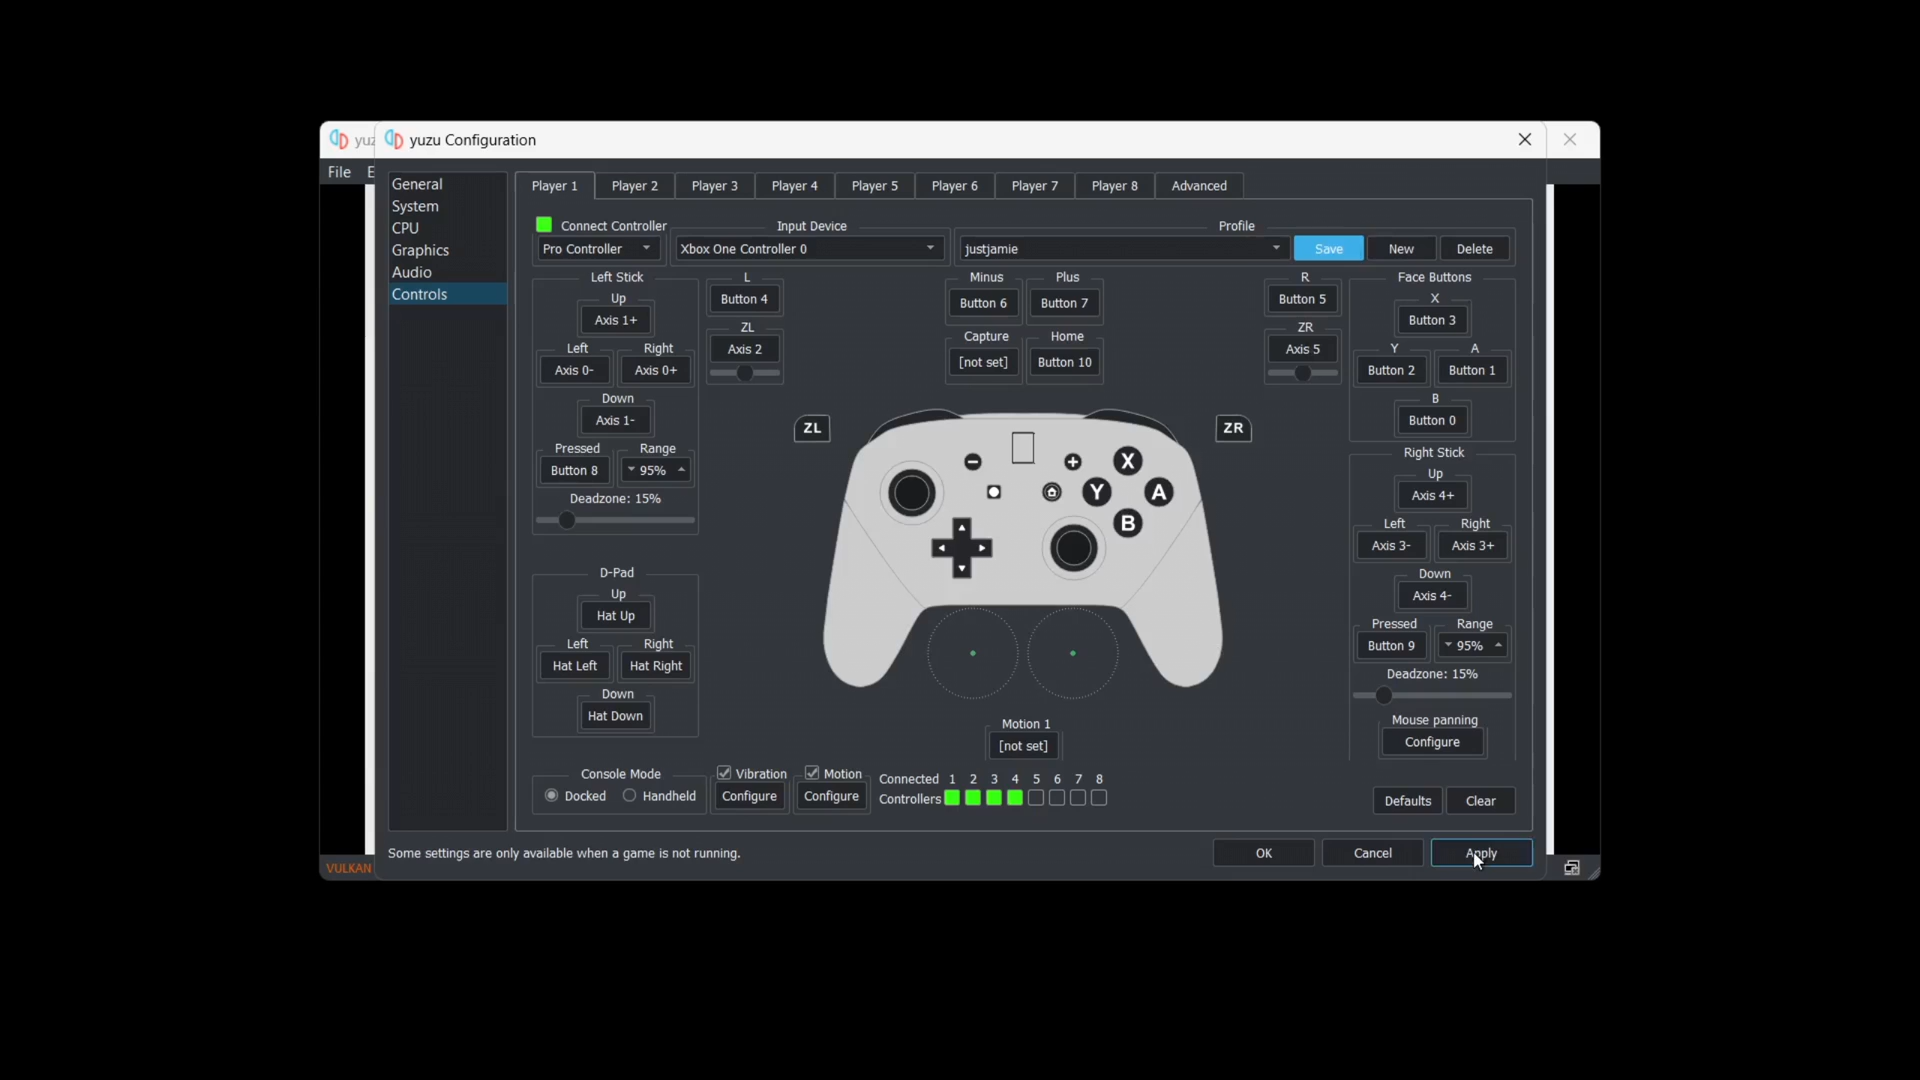 yuz
yuzu Configuration
File E
General
System
CPU
Graphics
Audio
Controls
Player 1 Player 2 Player 3 Player 4 Player 5 Player 6 Player 7 Player 8 Advanced
Connect Controller Input Device Profile
Pro Controller Xbox One Controller 0 justjamie Save New Delete
Left Stick
Up
Axis 1+
Left Right
Axis 0- Axis 0+
Down
Axis 1-
Pressed Range
Button 8 95%
Deadzone: 15%
L
Button 4
ZL
Axis 2
Minus Plus
Button 6 Button 7
Capture Home
[not set] Button 10
R
Button 5
ZR
Axis 5
Face Buttons
X
Button 3
Y A
Button 2 Button 1
B
Button 0
ZL ZR
X
Y A
B
Right Stick
Up
Axis 4+
Left Right
Axis 3- Axis 3+
Down
Axis 4-
Pressed Range
Button 9 95%
Deadzone: 15%
Mouse panning
Configure
D-Pad
Up
Hat Up
Left Right
Hat Left Hat Right
Down
Hat Down
Motion 1
[not set]
Console Mode
Docked Handheld
Vibration
Configure
Motion
Configure
Connected 1 2 3 4 5 6 7 8
Controllers
Defaults Clear
Some settings are only available when a game is not running.
OK Cancel Apply
VULKAN